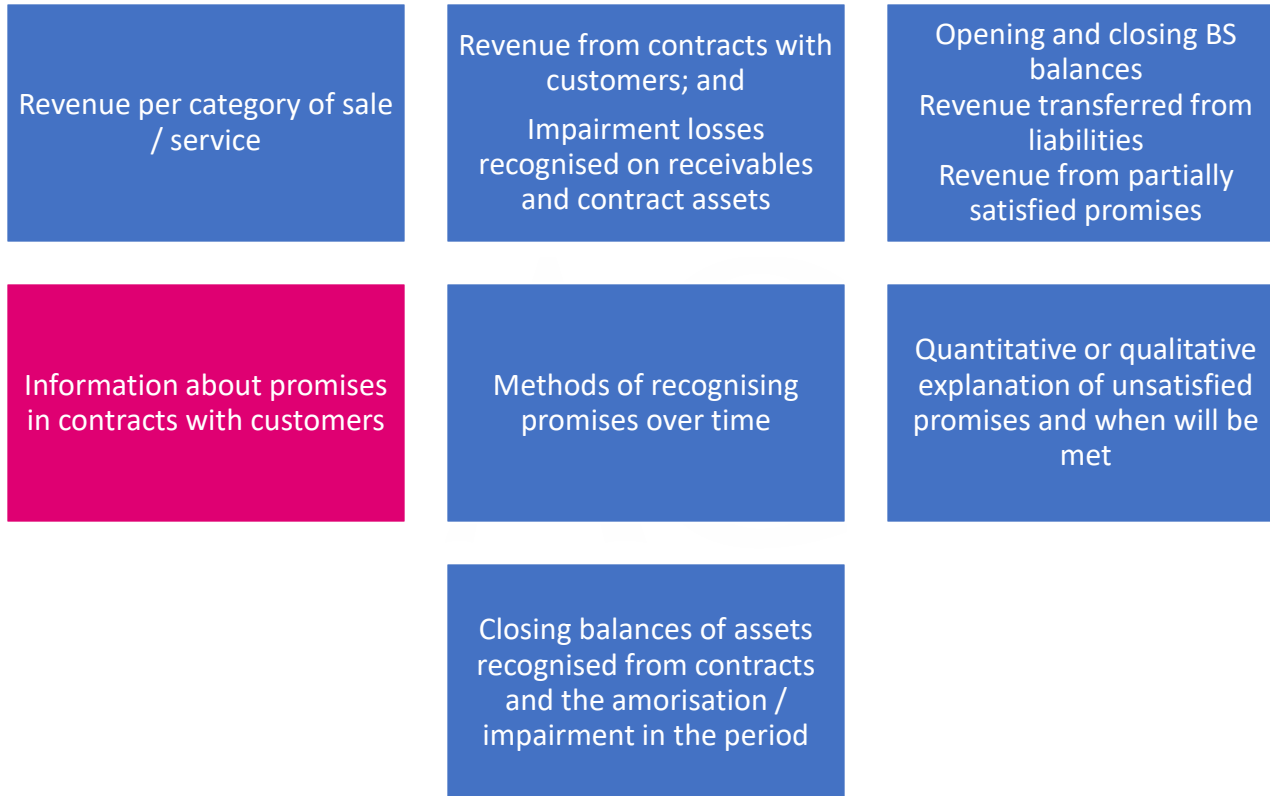 Revenue per category of sale
/ service
Revenue from contracts with
customers; and
Impairment losses
recognised on receivables
and contract assets
Opening and closing BS
balances
Revenue transferred from
liabilities
Revenue from partially
satisfied promises
Information about promises
in contracts with customers
Methods of recognising
promises over time
Quantitative or qualitative
explanation of unsatisfied
promises and when will be
met
Closing balances of assets
recognised from contracts
and the amorisation /
impairment in the period